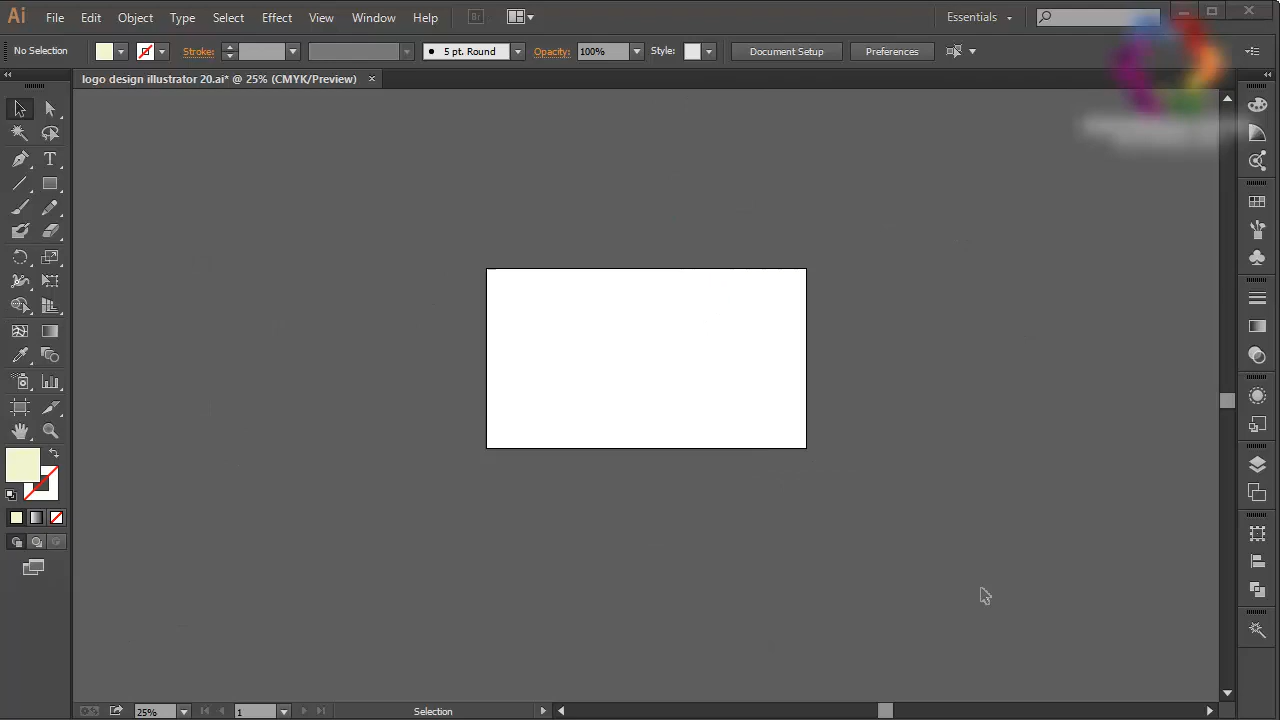 Ai File Edit Object Type Select Effect View Window Help Br Essentials
No Selection Stroke: 5 pt. Round Opacity: 100% Style: Document Setup Preferences
logo design illustrator 20.ai* @ 25% (CMYK/Preview)
T
25% 1 Selection